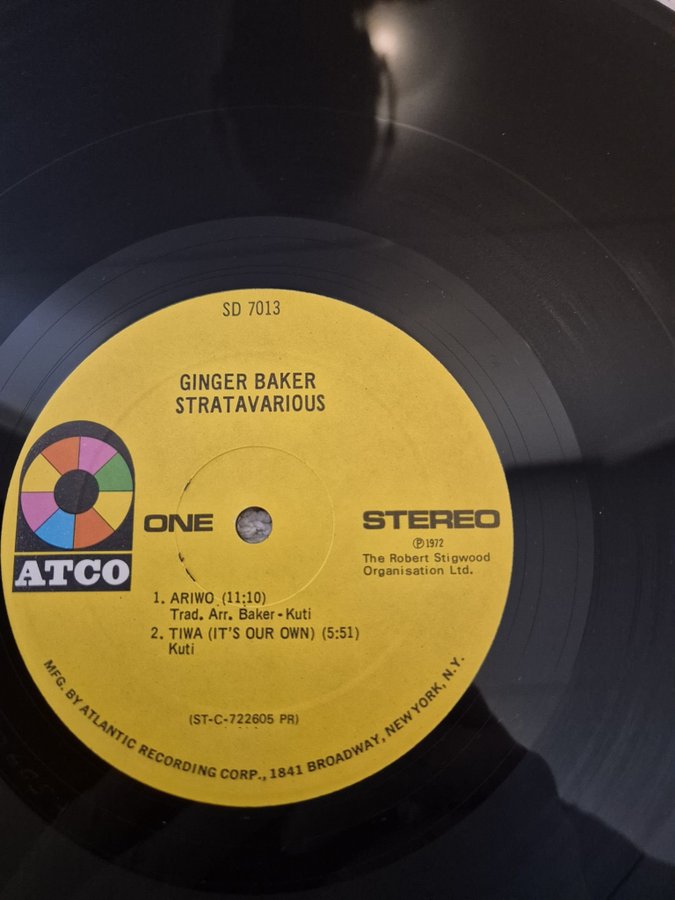 SD 7013
GINGER BAKER
STRATAVARIOUS
ONE
STEREO
Ⓟ1972
The Robert Stigwood
Organisation Ltd.
ATCO
1. ARIWO (11:10)
Trad. Arr. Baker-Kuti
2. TIWA (IT'S OUR OWN) (5:51)
Kuti
(ST-C-722605 PR)
MFG. BY ATLANTIC RECORDING CORP., 1841 BROADWAY, NEW YORK, N.Y.